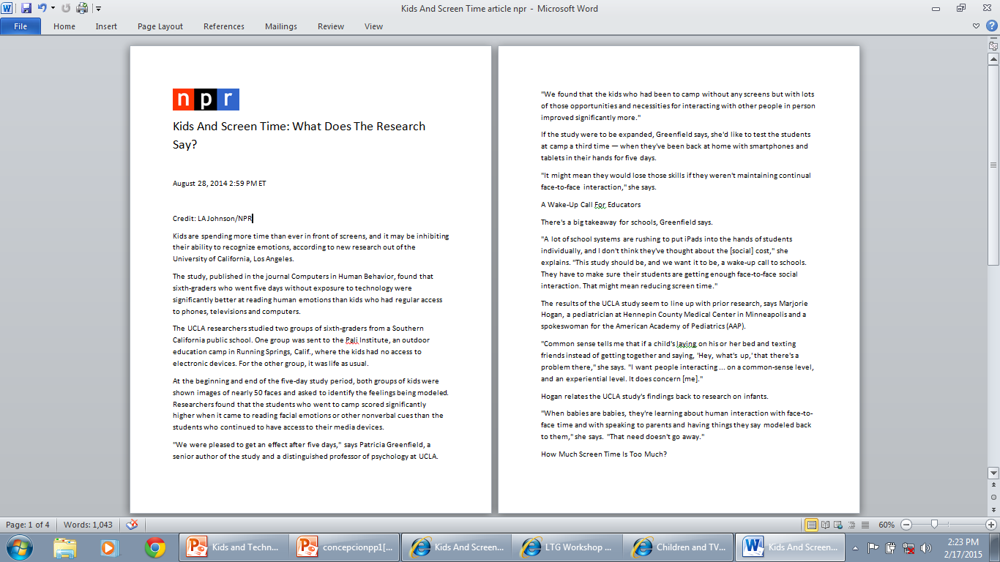 Kids And Screen Time article npr - Microsoft Word
File Home Insert Page Layout References Mailings Review View
npr
Kids And Screen Time: What Does The Research
Say?
August 28, 2014 2:59 PM ET
Credit: LA Johnson/NPR
Kids are spending more time than ever in front of screens, and it may be inhibiting
their ability to recognize emotions, according to new research out of the
University of California, Los Angeles.
The study, published in the journal Computers in Human Behavior, found that
sixth-graders who went five days without exposure to technology were
significantly better at reading human emotions than kids who had regular access
to phones, televisions and computers.
The UCLA researchers studied two groups of sixth-graders from a Southern
California public school. One group was sent to the Pali Institute, an outdoor
education camp in Running Springs, Calif., where the kids had no access to
electronic devices. For the other group, it was life as usual.
At the beginning and end of the five-day study period, both groups of kids were
shown images of nearly 50 faces and asked to identify the feelings being modeled.
Researchers found that the students who went to camp scored significantly
higher when it came to reading facial emotions or other nonverbal cues than the
students who continued to have access to their media devices.
"We were pleased to get an effect after five days," says Patricia Greenfield, a
senior author of the study and a distinguished professor of psychology at UCLA.
"We found that the kids who had been to camp without any screens but with lots
of those opportunities and necessities for interacting with other people in person
improved significantly more."
If the study were to be expanded, Greenfield says, she'd like to test the students
at camp a third time — when they've been back at home with smartphones and
tablets in their hands for five days.
"It might mean they would lose those skills if they weren't maintaining continual
face-to-face interaction," she says.
A Wake-Up Call For Educators
There's a big takeaway for schools, Greenfield says.
"A lot of school systems are rushing to put iPads into the hands of students
individually, and I don't think they've thought about the [social] cost," she
explains. "This study should be, and we want it to be, a wake-up call to schools.
They have to make sure their students are getting enough face-to-face social
interaction. That might mean reducing screen time."
The results of the UCLA study seem to line up with prior research, says Marjorie
Hogan, a pediatrician at Hennepin County Medical Center in Minneapolis and a
spokeswoman for the American Academy of Pediatrics (AAP).
"Common sense tells me that if a child's laying on his or her bed and texting
friends instead of getting together and saying, 'Hey, what's up,' that there's a
problem there," she says. "I want people interacting ... on a common-sense level,
and an experiential level. It does concern [me]."
Hogan relates the UCLA study's findings back to research on infants.
"When babies are babies, they're learning about human interaction with face-to-
face time and with speaking to parents and having things they say modeled back
to them," she says. "That need doesn't go away."
How Much Screen Time Is Too Much?
Page: 1 of 4 Words: 1,043 60%
Kids and Techn... concepcionpp1[... Kids And Screen... LTG Workshop ... Children and TV... Kids And Screen...
2:23 PM
2/17/2015